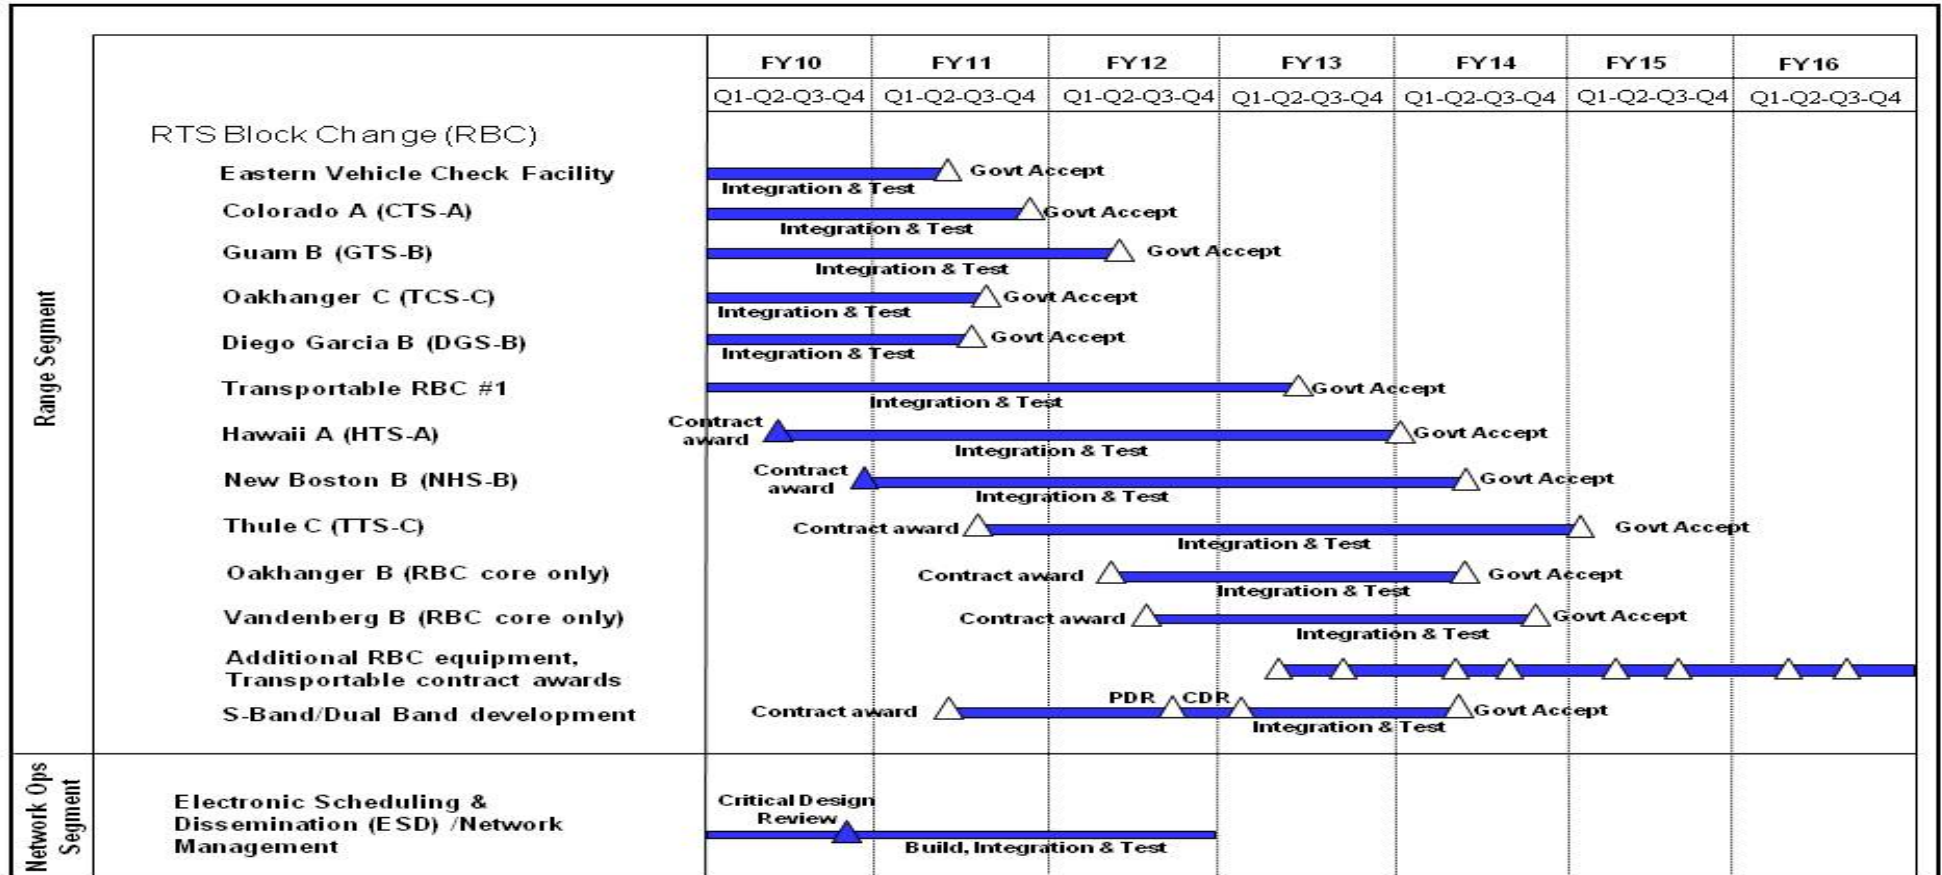 FY10 FY11 FY12 FY13 FY14 FY15 FY16
Q1-Q2-Q3-Q4 Q1-Q2-Q3-Q4 Q1-Q2-Q3-Q4 Q1-Q2-Q3-Q4 Q1-Q2-Q3-Q4 Q1-Q2-Q3-Q4 Q1-Q2-Q3-Q4
Range Segment
RTS Block Change (RBC)
Eastern Vehicle Check Facility
Govt Accept
Integration & Test
Colorado A (CTS-A)
Govt Accept
Integration & Test
Guam B (GTS-B)
Govt Accept
Integration & Test
Oakhanger C (TCS-C)
Govt Accept
Integration & Test
Diego Garcia B (DGS-B)
Govt Accept
Integration & Test
Transportable RBC #1
Govt Accept
Integration & Test
Hawaii A (HTS-A)
Contract
award
Govt Accept
Integration & Test
New Boston B (NHS-B)
Contract
award
Govt Accept
Integration & Test
Thule C (TTS-C)
Contract award
Govt Accept
Integration & Test
Oakhanger B (RBC core only)
Contract award
Govt Accept
Integration & Test
Vandenberg B (RBC core only)
Contract award
Govt Accept
Integration & Test
Additional RBC equipment,
Transportable contract awards
S-Band/Dual Band development
Contract award
PDR
CDR
Govt Accept
Integration & Test
Network Ops
Segment
Electronic Scheduling &
Dissemination (ESD) /Network
Management
Critical Design
Review
Build, Integration & Test